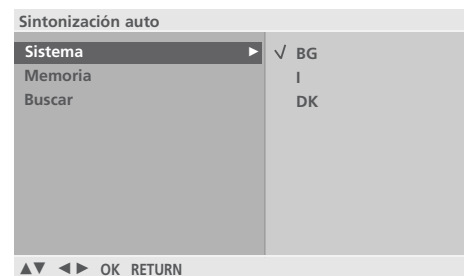 Sintonización auto
Sistema ► √ BG
Memoria I
Buscar DK
▲▼ ◄► OK RETURN